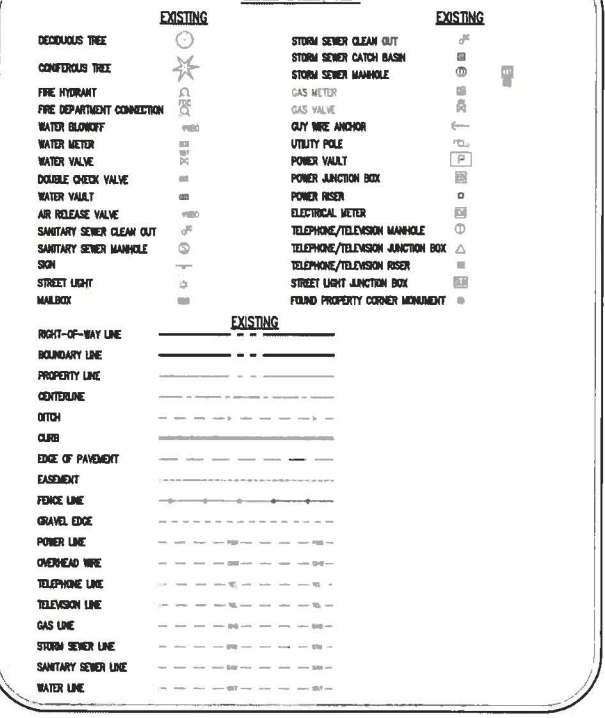 EXISTING
DECIDUOUS TREE
CONIFEROUS TREE
FIRE HYDRANT
FDC
FIRE DEPARTMENT CONNECTION
WATER BLOWOFF
WATER METER
WATER VALVE
DOUBLE CHECK VALVE
WATER VAULT
AIR RELEASE VALVE
SANITARY SEWER CLEAN OUT
SANITARY SEWER MANHOLE
S
SIGN
STREET LIGHT
MAILBOX
EXISTING
STORM SEWER CLEAN OUT
STORM SEWER CATCH BASIN
STORM SEWER MANHOLE
GAS METER
GAS VALVE
GUY WIRE ANCHOR
UTILITY POLE
POWER VAULT
P
POWER JUNCTION BOX
POWER RISER
ELECTRICAL METER
TELEPHONE/TELEVISION MANHOLE
TELEPHONE/TELEVISION JUNCTION BOX
TELEPHONE/TELEVISION RISER
STREET LIGHT JUNCTION BOX
FOUND PROPERTY CORNER MONUMENT
EXISTING
RIGHT-OF-WAY LINE
BOUNDARY LINE
PROPERTY LINE
CENTERLINE
DITCH
CURB
EDGE OF PAVEMENT
EASEMENT
FENCE LINE
GRAVEL EDGE
POWER LINE
OVERHEAD WIRE
TELEPHONE LINE
TELEVISION LINE
GAS LINE
STORM SEWER LINE
SANITARY SEWER LINE
WATER LINE